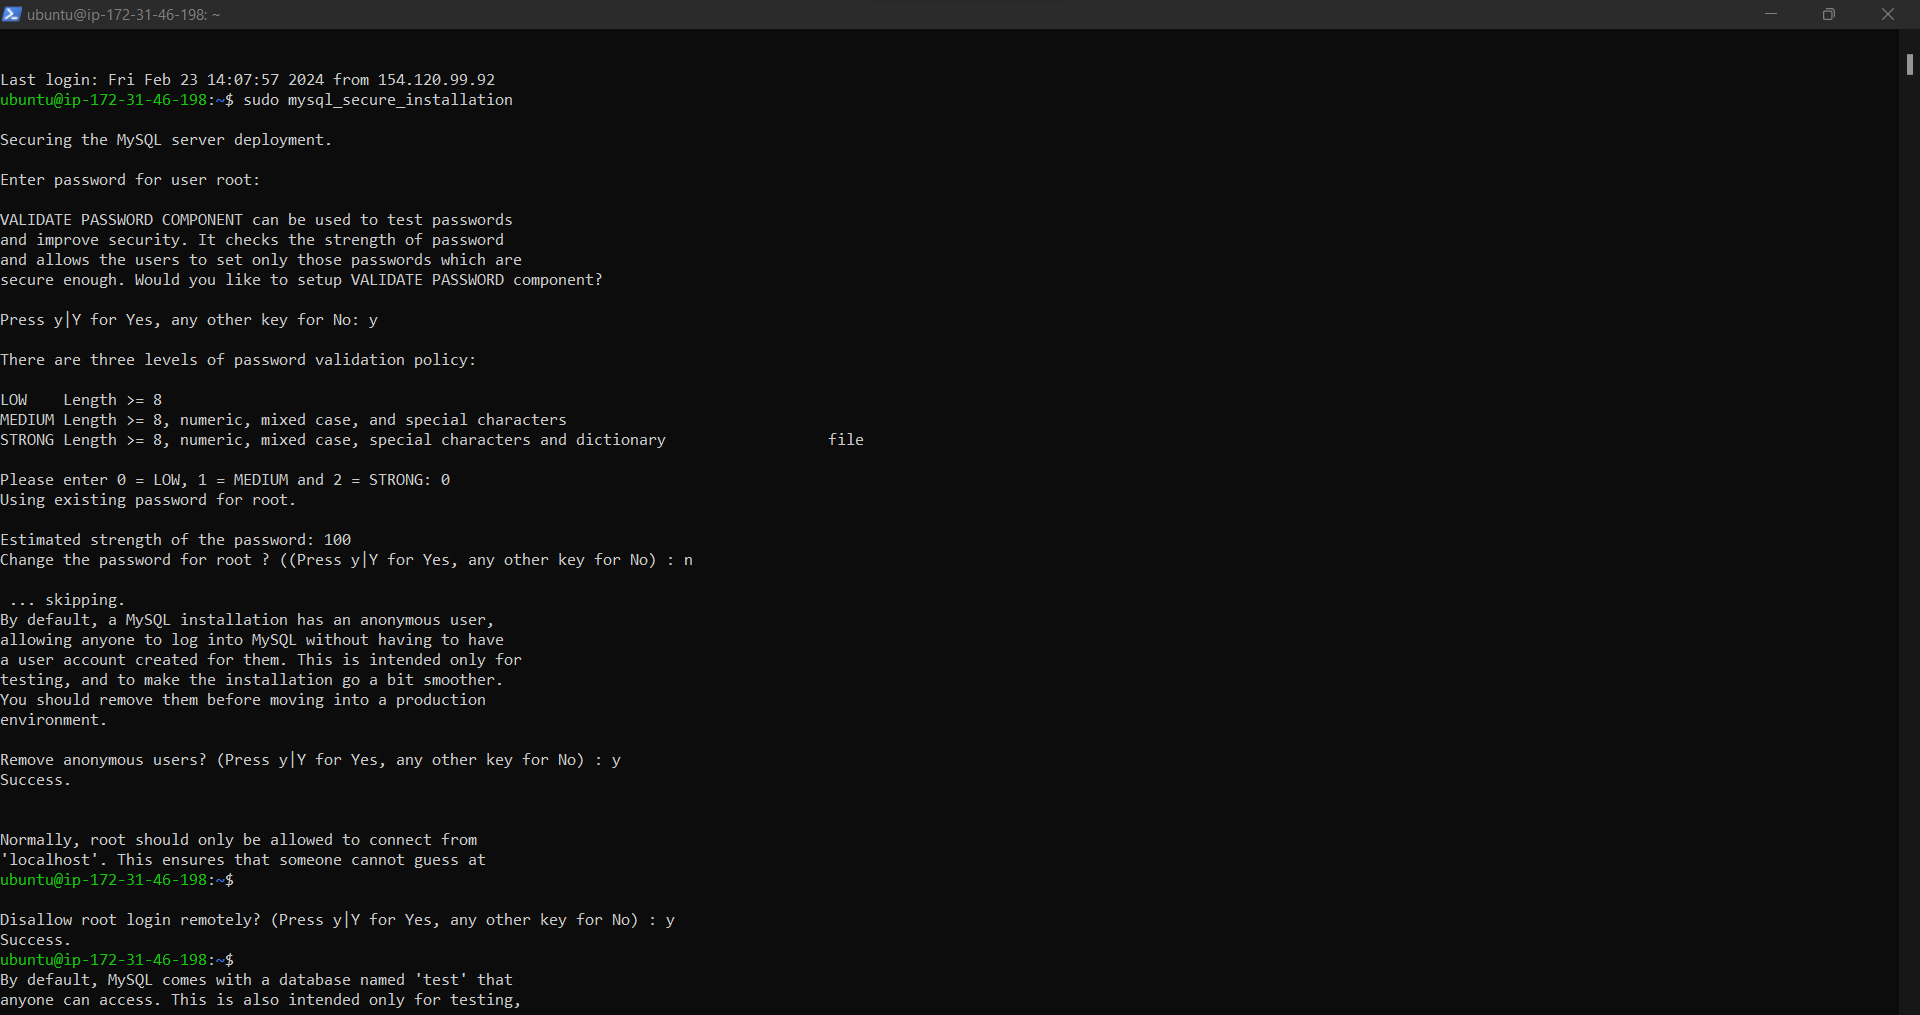 ubuntu@ip-172-31-46-198: ~
Last login: Fri Feb 23 14:07:57 2024 from 154.120.99.92
ubuntu@ip-172-31-46-198:~$ sudo mysql_secure_installation
Securing the MySQL server deployment.
Enter password for user root:
VALIDATE PASSWORD COMPONENT can be used to test passwords
and improve security. It checks the strength of password
and allows the users to set only those passwords which are
secure enough. Would you like to setup VALIDATE PASSWORD component?
Press y|Y for Yes, any other key for No: y
There are three levels of password validation policy:
LOW    Length >= 8
MEDIUM Length >= 8, numeric, mixed case, and special characters
STRONG Length >= 8, numeric, mixed case, special characters and dictionary                  file
Please enter 0 = LOW, 1 = MEDIUM and 2 = STRONG: 0
Using existing password for root.
Estimated strength of the password: 100
Change the password for root ? ((Press y|Y for Yes, any other key for No) : n
 ... skipping.
By default, a MySQL installation has an anonymous user,
allowing anyone to log into MySQL without having to have
a user account created for them. This is intended only for
testing, and to make the installation go a bit smoother.
You should remove them before moving into a production
environment.
Remove anonymous users? (Press y|Y for Yes, any other key for No) : y
Success.
Normally, root should only be allowed to connect from
'localhost'. This ensures that someone cannot guess at
ubuntu@ip-172-31-46-198:~$
Disallow root login remotely? (Press y|Y for Yes, any other key for No) : y
Success.
ubuntu@ip-172-31-46-198:~$
By default, MySQL comes with a database named 'test' that
anyone can access. This is also intended only for testing,